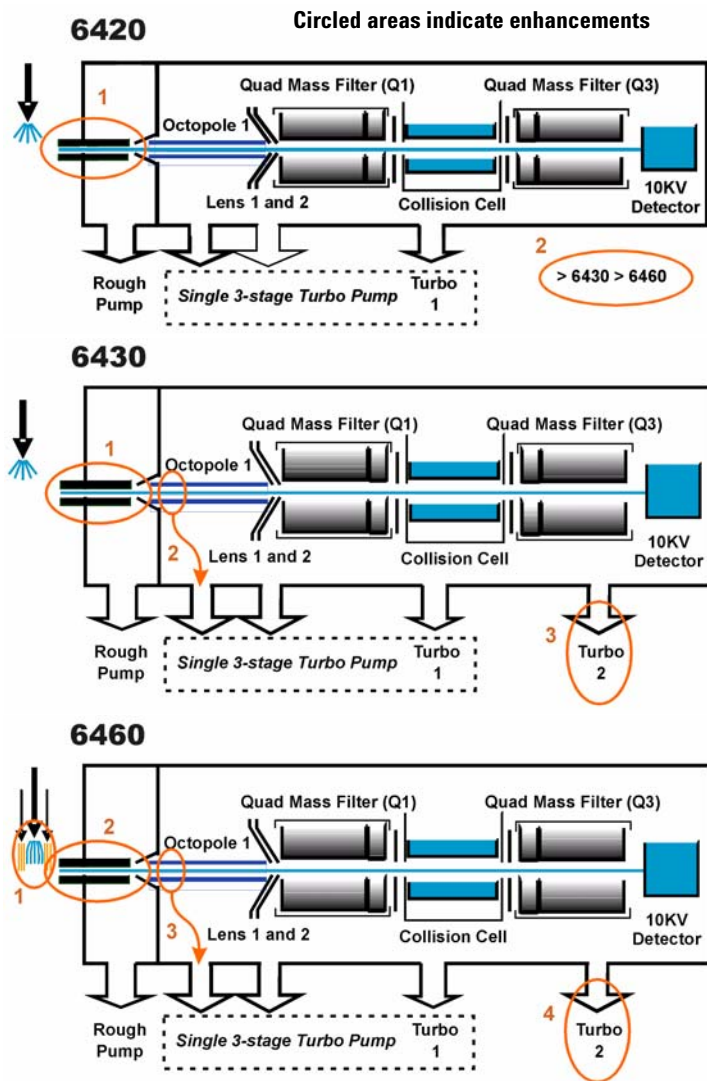 Circled areas indicate enhancements
6420
Quad Mass Filter (Q1) Quad Mass Filter (Q3)
1
Octopole 1
Lens 1 and 2
Collision Cell
10KV
Detector
Rough
Pump
Single 3-stage Turbo Pump
Turbo
1
2
> 6430 > 6460
6430
Quad Mass Filter (Q1) Quad Mass Filter (Q3)
1
Octopole 1
2
Lens 1 and 2
Collision Cell
10KV
Detector
Rough
Pump
Single 3-stage Turbo Pump
Turbo
1
3
Turbo
2
6460
Quad Mass Filter (Q1) Quad Mass Filter (Q3)
1
2
Octopole 1
3
Lens 1 and 2
Collision Cell
10KV
Detector
Rough
Pump
Single 3-stage Turbo Pump
Turbo
1
4
Turbo
2